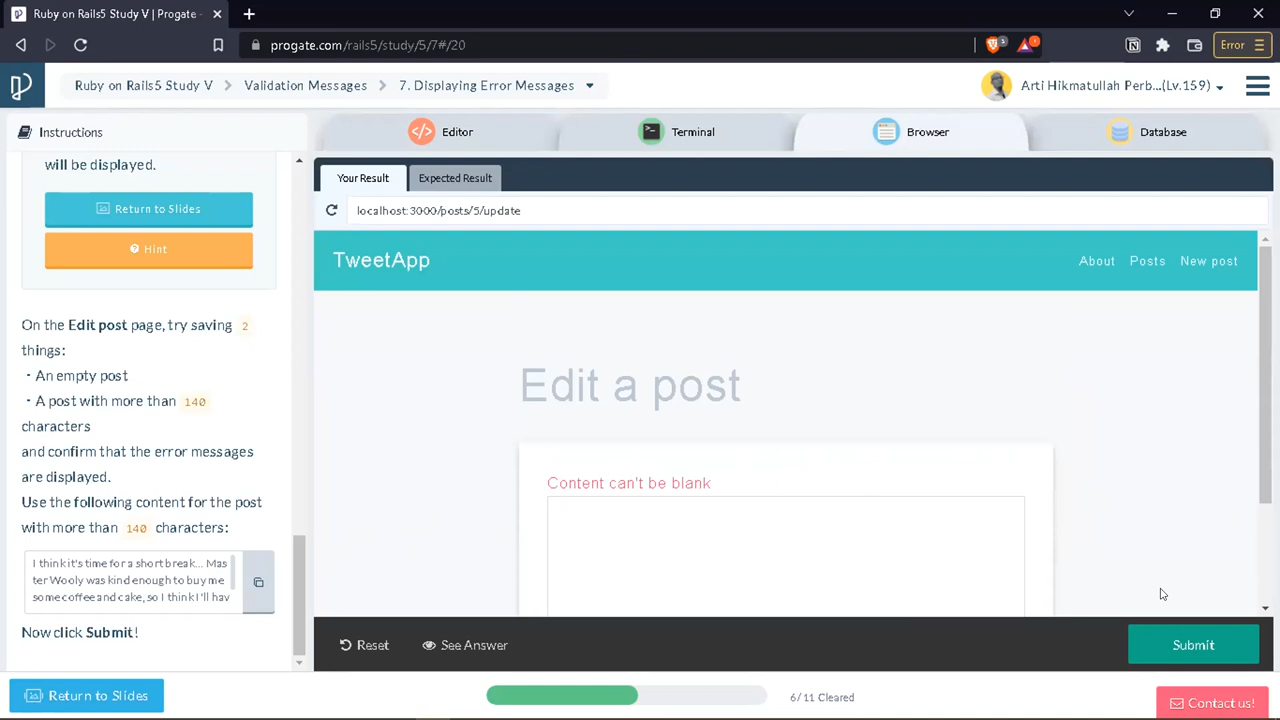 Ruby on Rails5 Study V | Progate -
progate.com/rails5/study/5/7#/20
1
Error
Ruby on Rails5 Study V
Validation Messages
7. Displaying Error Messages
Arti Hikmatullah Perb...(Lv.159)
Instructions
Editor
Terminal
Browser
Database
will be displayed.
Return to Slides
Hint
On the Edit post page, try saving 2
things:
・An empty post
・A post with more than 140
characters
and confirm that the error messages
are displayed.
Use the following content for the post
with more than 140 characters:
I think it's time for a short break... Mas
ter Wooly was kind enough to buy me
some coffee and cake, so I think I'll hav
Now click Submit!
Your Result
Expected Result
localhost:3000/posts/5/update
TweetApp
About
Posts
New post
Edit a post
Content can't be blank
Reset
See Answer
Submit
Return to Slides
6/11 Cleared
Contact us!